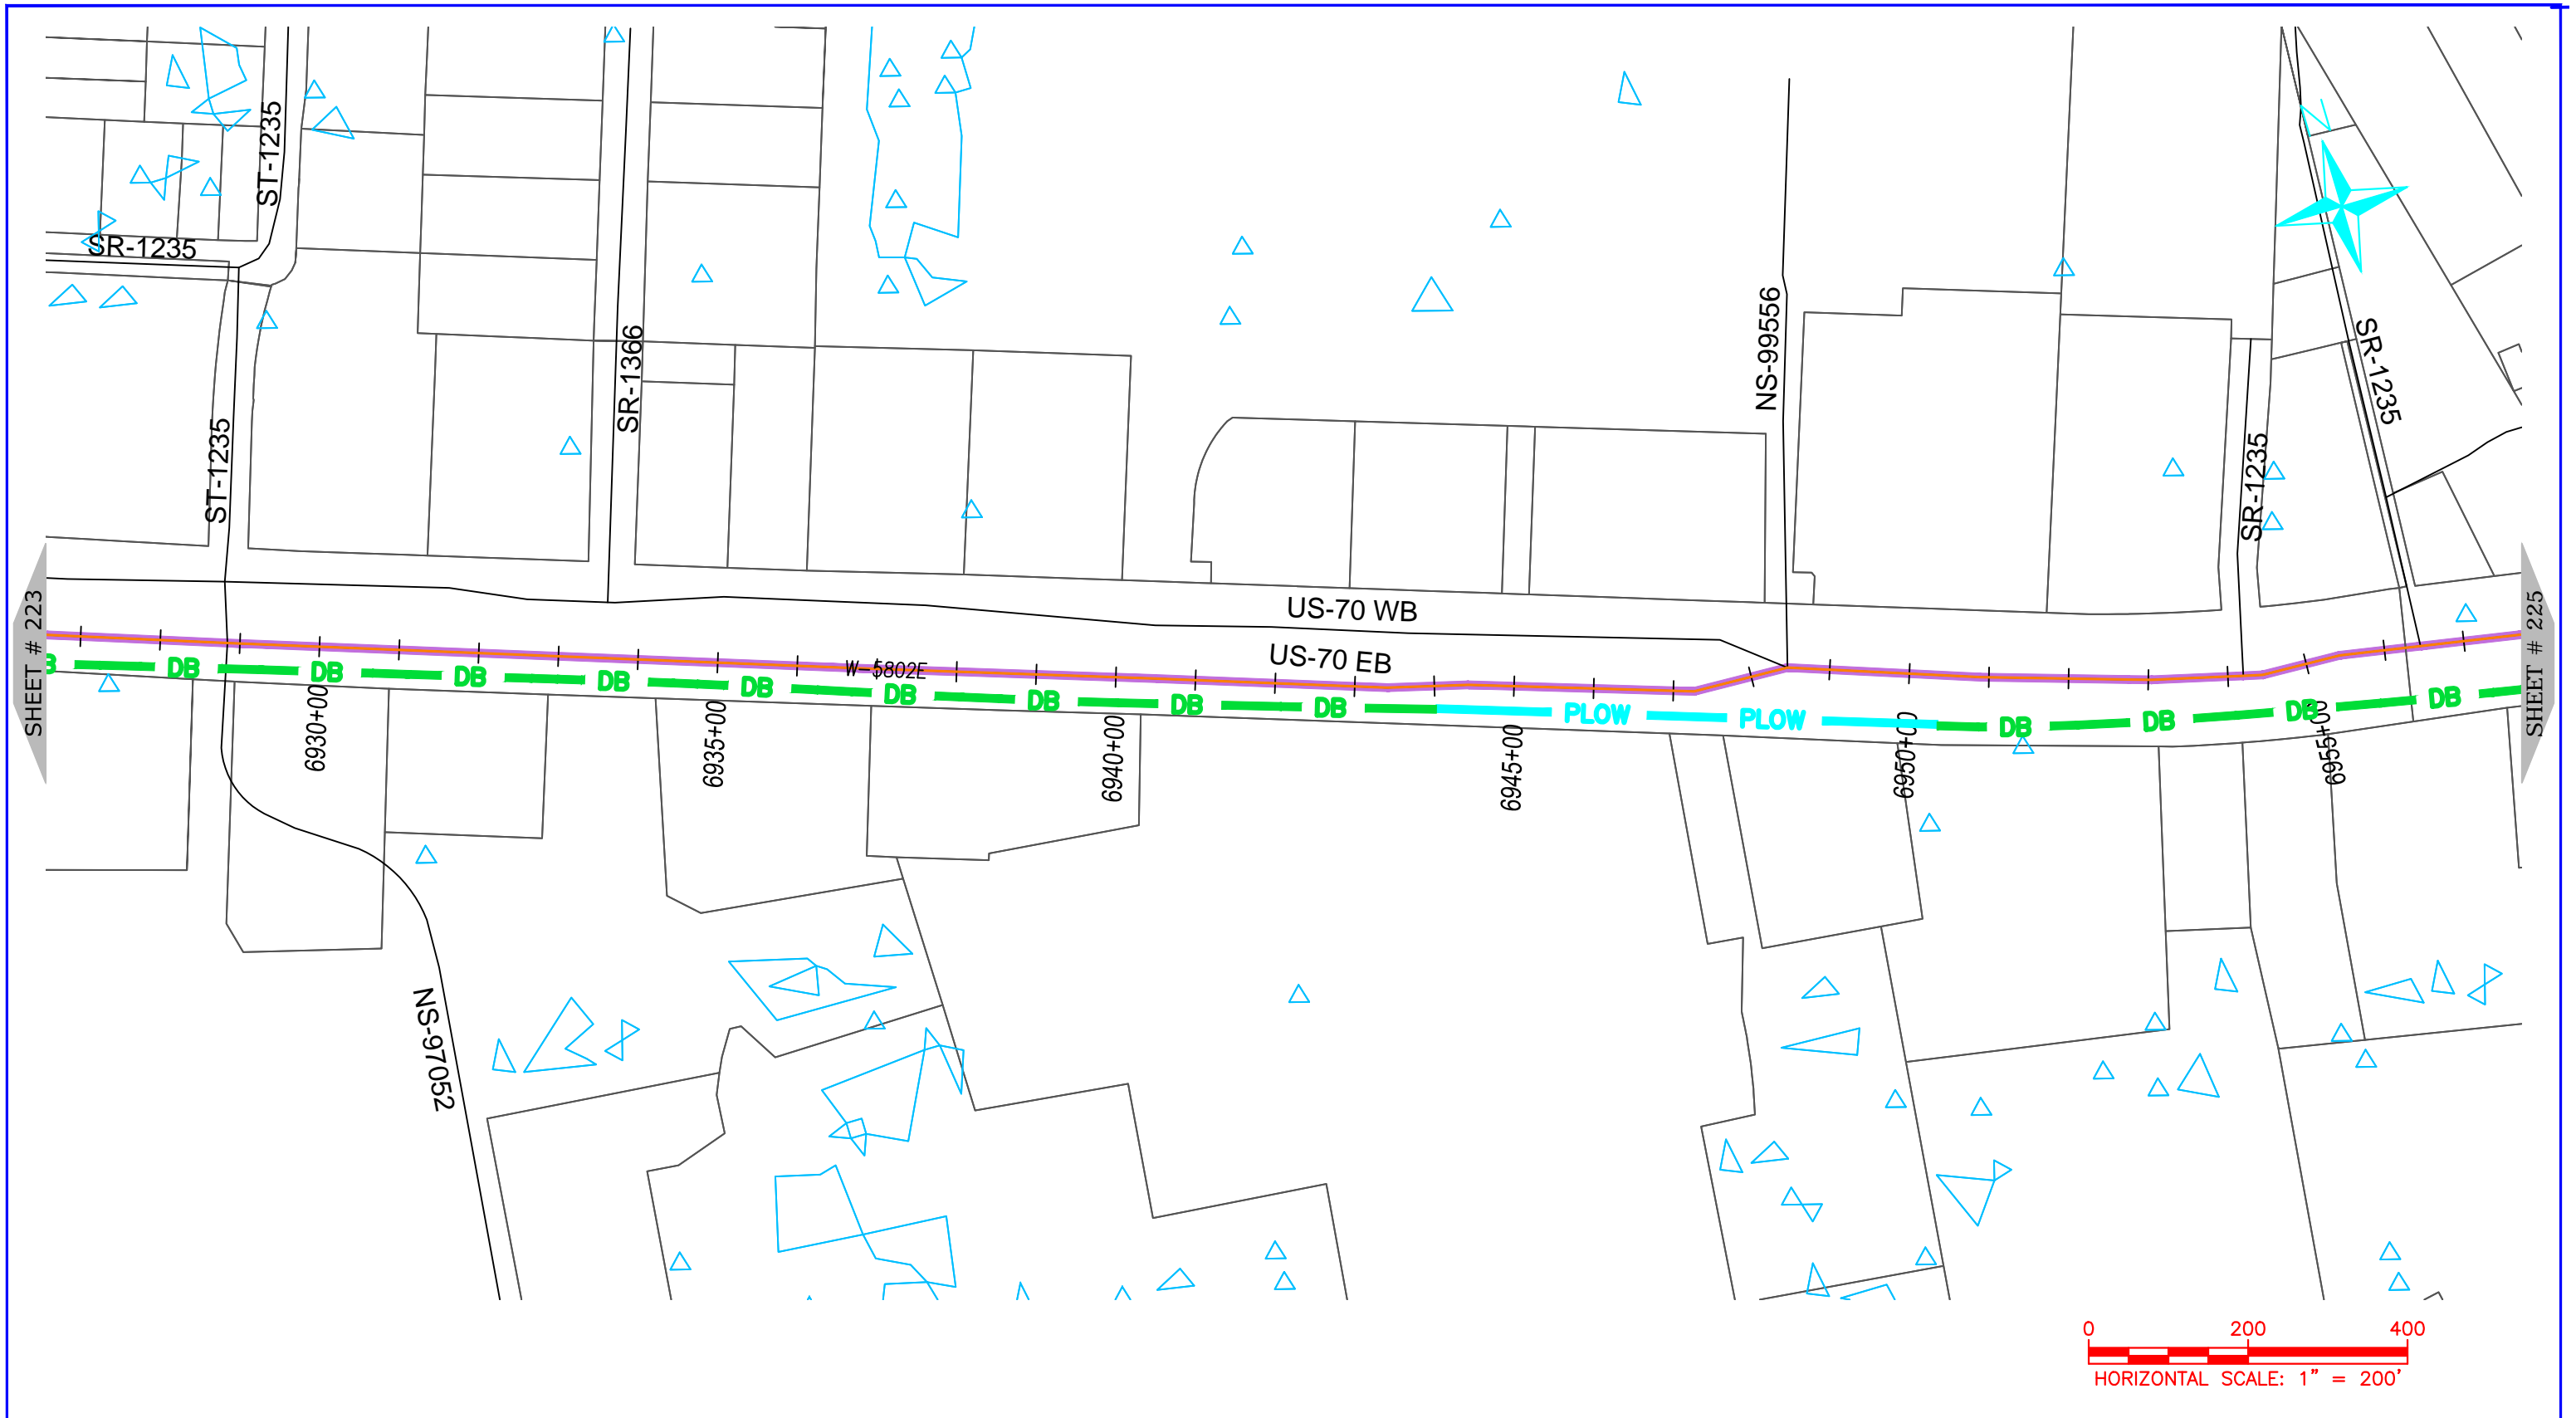 N
ST-1235
SR-1235
ST-1235
SR-1366
NS-99556
SR-1235
SR-1235
US-70 WB
US-70 EB
W-5802E
SHEET # 223
SHEET # 225
B DB DB DB DB DB DB DB DB DB PLOW PLOW DB DB DB DB
6930+00
6935+00
6940+00
6945+00
6950+00
6955+00
NS-97052
0 200 400
HORIZONTAL SCALE: 1" = 200'